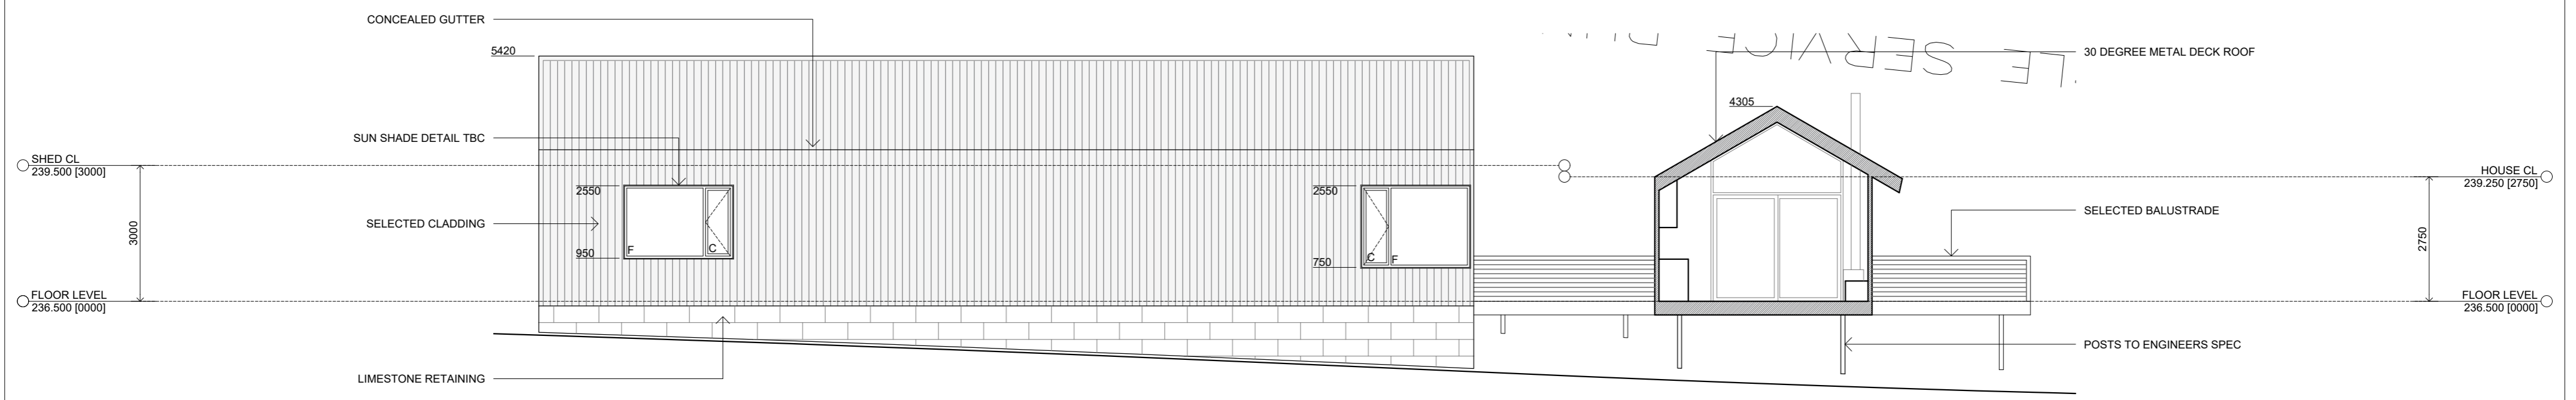 CONCEALED GUTTER
5420
SERVICE
30 DEGREE METAL DECK ROOF
4305
SUN SHADE DETAIL TBC
SHED CL
239.500 [3000]
HOUSE CL
239.250 [2750]
2550
2550
SELECTED CLADDING
SELECTED BALUSTRADE
3000
2750
F
C
C
F
950
750
FLOOR LEVEL
236.500 [0000]
FLOOR LEVEL
236.500 [0000]
POSTS TO ENGINEERS SPEC
LIMESTONE RETAINING